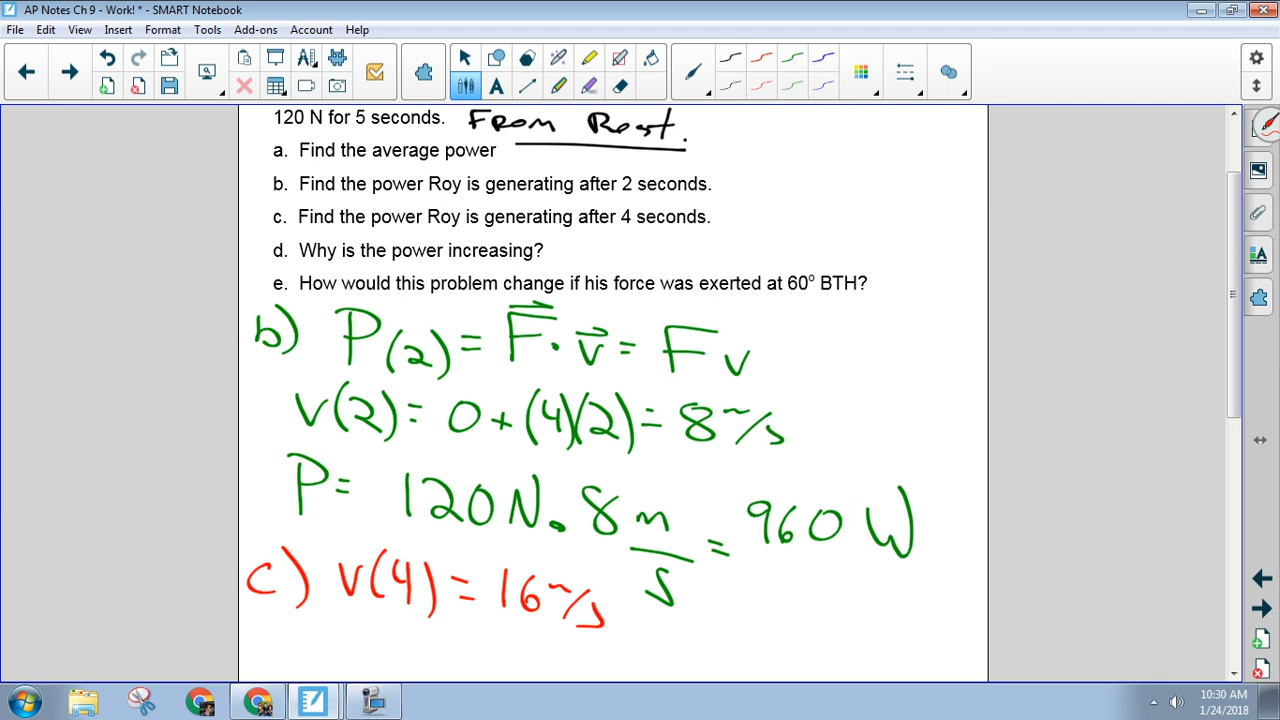 AP Notes Ch 9 - Work! * - SMART Notebook
File Edit View Insert Format Tools Add-ons Account Help
120 N for 5 seconds. From Rest.
a. Find the average power
b. Find the power Roy is generating after 2 seconds.
c. Find the power Roy is generating after 4 seconds.
d. Why is the power increasing?
e. How would this problem change if his force was exerted at 60° BTH?
b) P(2) = F⃗ · v⃗ = Fv
v(2) = 0 + (4)(2) = 8 m/s
P = 120 N · 8 m/s = 960 W
c) v(4) = 16 m/s
10:30 AM
1/24/2018